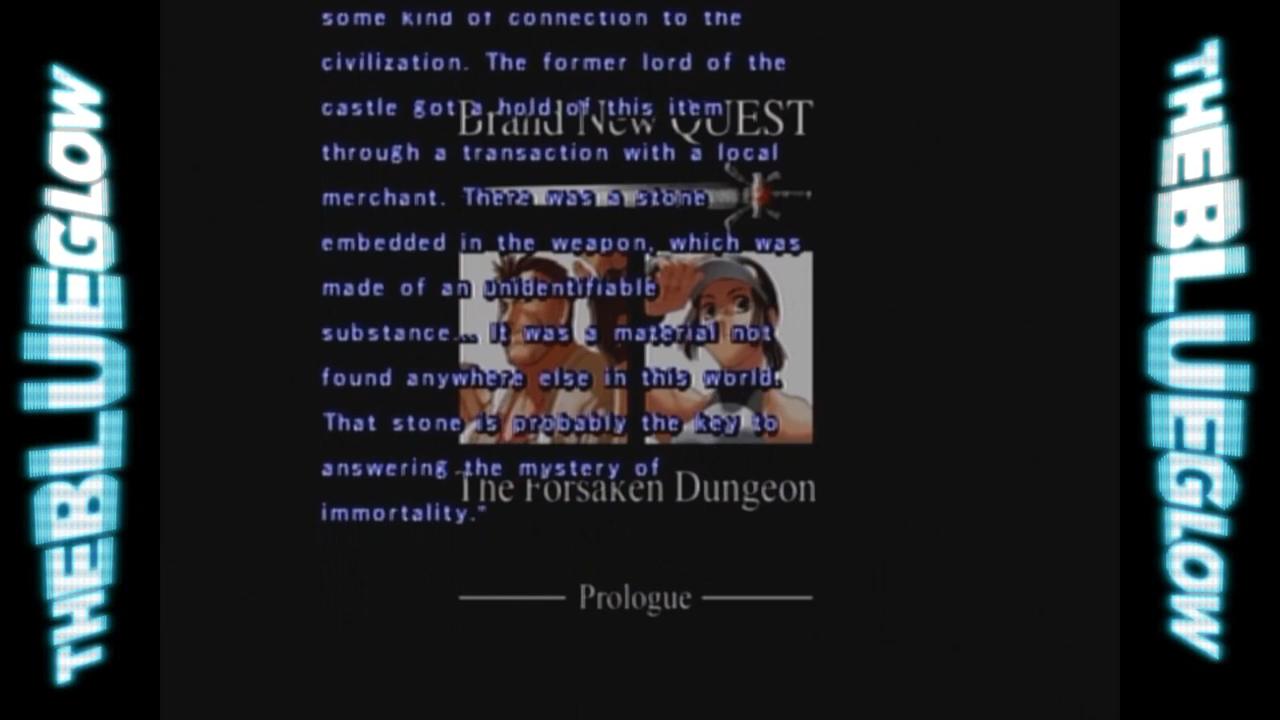 some kind of connection to the
civilization. The former lord of the
castle got a hold of this item
Brand New QUEST
through a transaction with a local
merchant. There was a stone
embedded in the weapon, which was
made of an unidentifiable
substance... It was a material not
found anywhere else in this world.
That stone is probably the key to
answering the mystery of
The Forsaken Dungeon
immortality."
Prologue
THEBLUEGLOW
THEBLUEGLOW